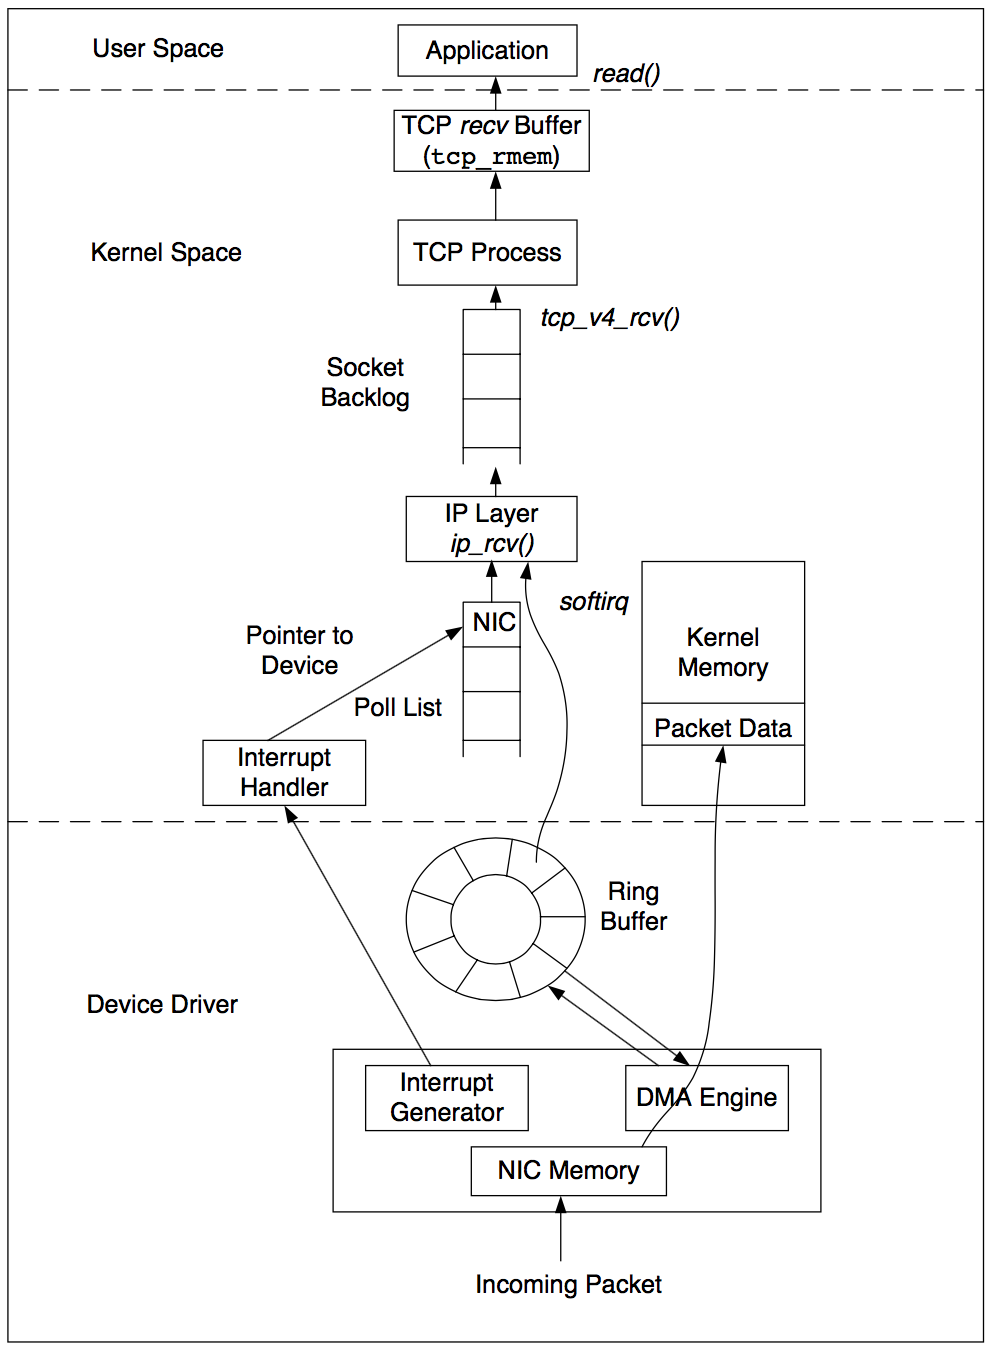 User Space
Application
read()
TCP recv Buffer
(tcp_rmem)
Kernel Space
TCP Process
tcp_v4_rcv()
Socket
Backlog
IP Layer
ip_rcv()
softirq
NIC
Pointer to
Device
Kernel
Memory
Poll List
Packet Data
Interrupt
Handler
Ring
Buffer
Device Driver
Interrupt
Generator
DMA Engine
NIC Memory
Incoming Packet